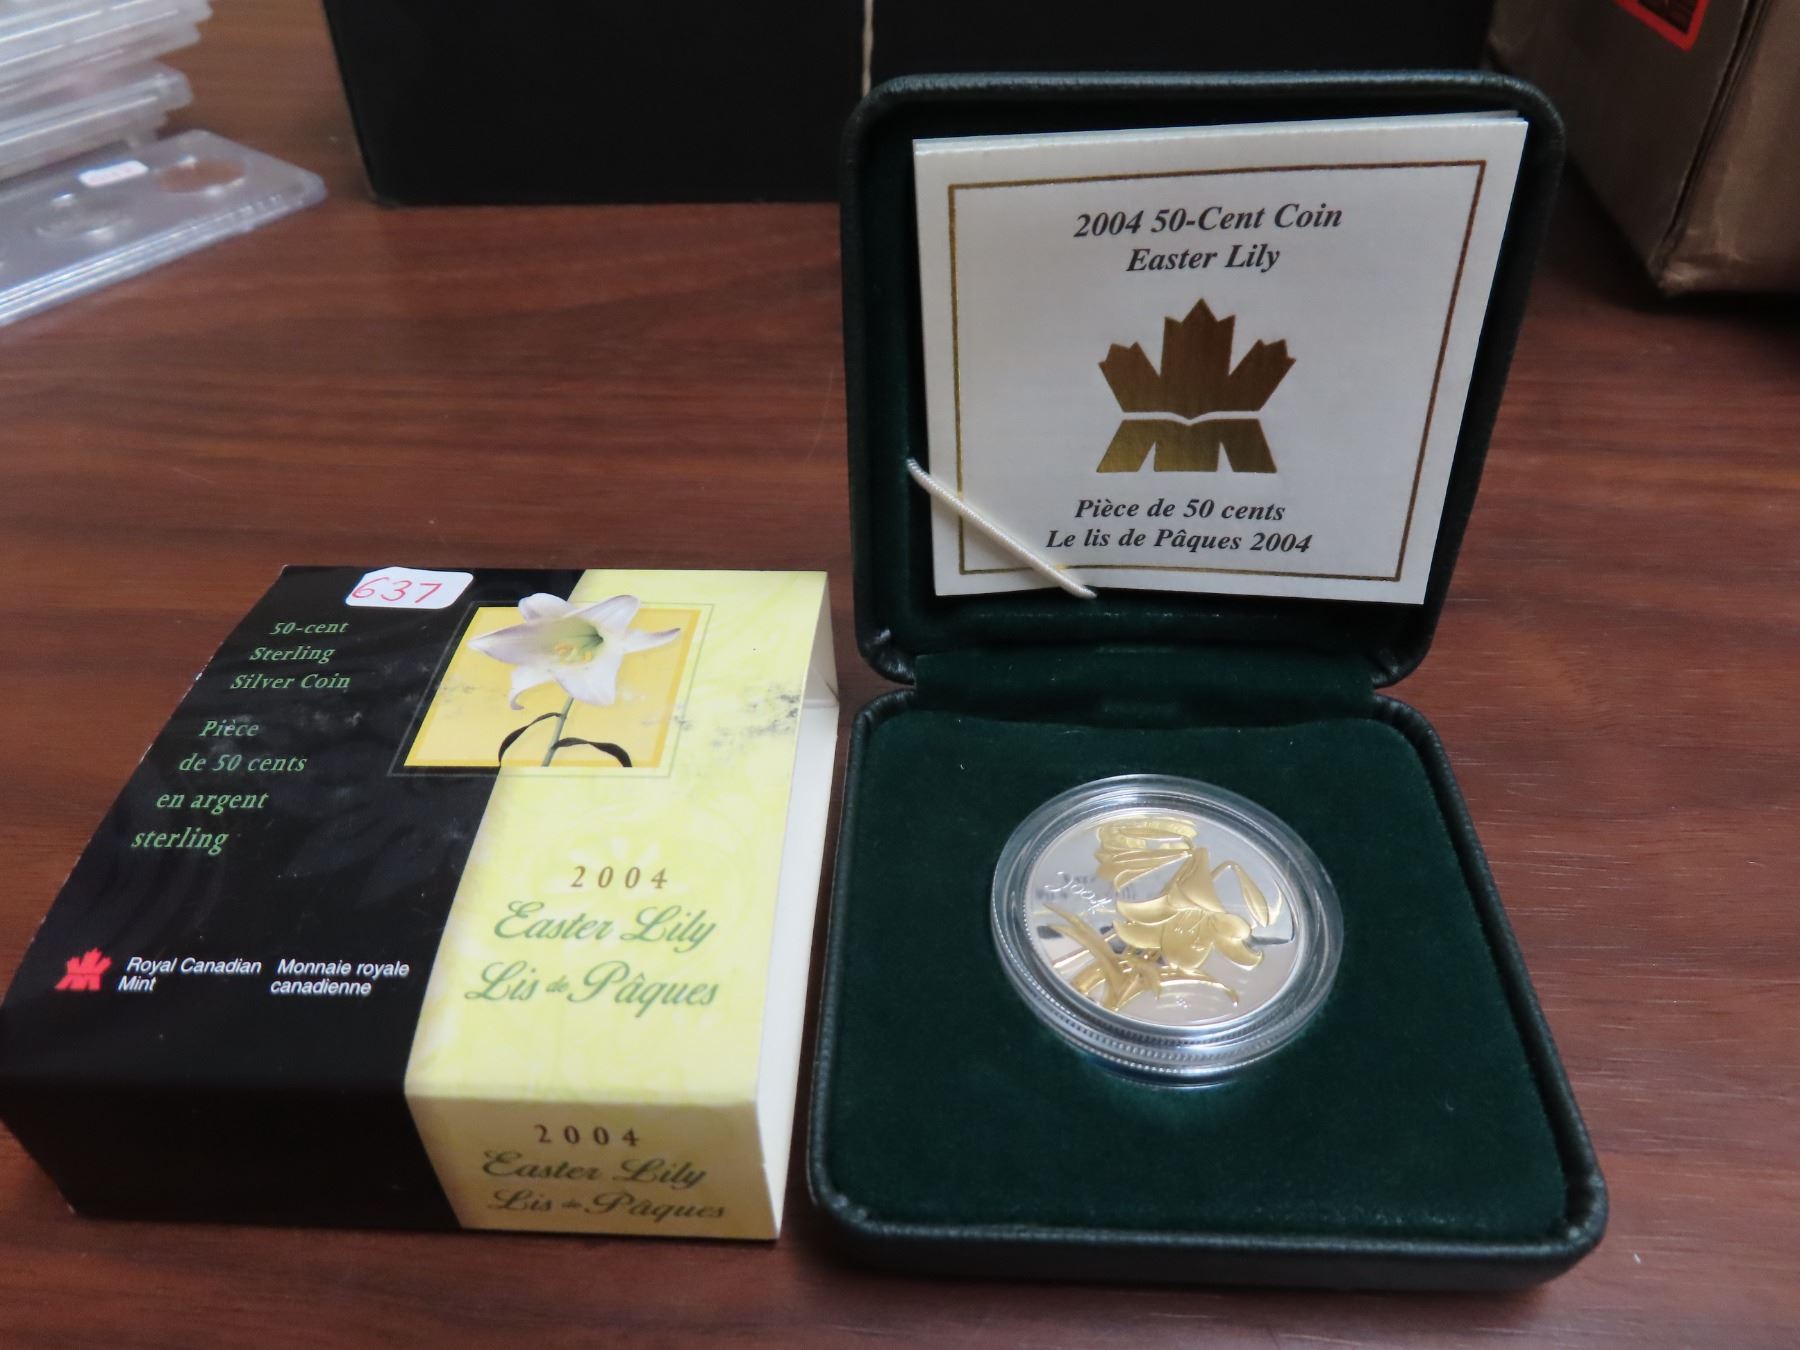 637
50-cent
Sterling
Silver Coin
Pièce
de 50 cents
en argent
sterling
Royal Canadian
Mint
Monnaie royale
canadienne
2004
Easter Lily
Lis de Pâques
2004
Easter Lily
Lis de Pâques
2004 50-Cent Coin
Easter Lily
Pièce de 50 cents
Le lis de Pâques 2004
2004